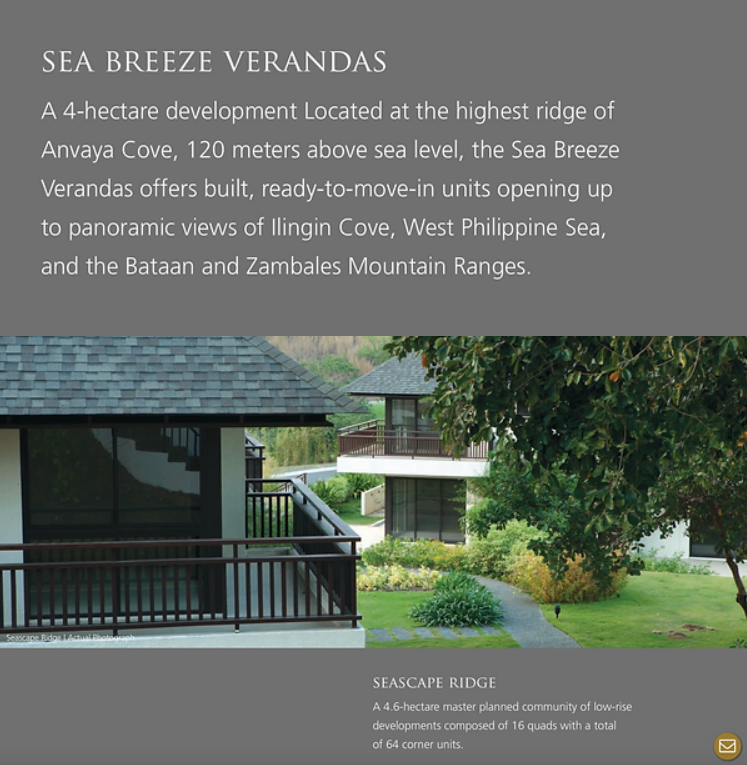 SEA BREEZE VERANDAS
A 4-hectare development Located at the highest ridge of
Anvaya Cove, 120 meters above sea level, the Sea Breeze
Verandas offers built, ready-to-move-in units opening up
to panoramic views of Ilingin Cove, West Philippine Sea,
and the Bataan and Zambales Mountain Ranges.
Seascape Ridge | Actual Photograph
SEASCAPE RIDGE
A 4.6-hectare master planned community of low-rise
developments composed of 16 quads with a total
of 64 corner units.